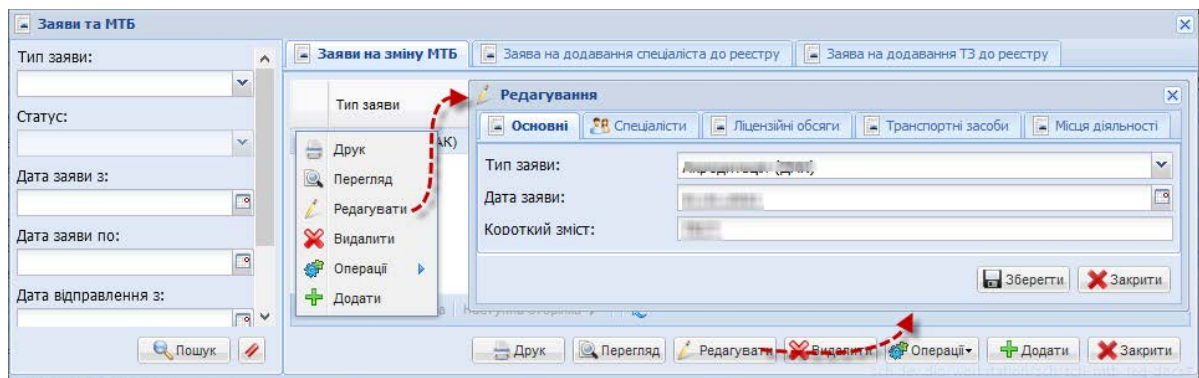 Заяви та МТБ
Тип заяви:
Статус:
Дата заяви з:
Дата заяви по:
Дата відправлення з:
Пошук
Заяви на зміну МТБ
Заява на додавання спеціаліста до реєстру
Заява на додавання ТЗ до реєстру
Тип заяви
Друк
Перегляд
Редагувати
Видалити
Операції
Додати
Редагування
Основні
Спеціалісти
Ліцензійні обсяги
Транспортні засоби
Місця діяльності
Тип заяви:
Дата заяви:
Короткий зміст:
Зберегти
Закрити
Друк
Перегляд
Редагувати
Видалити
Операції
Додати
Закрити